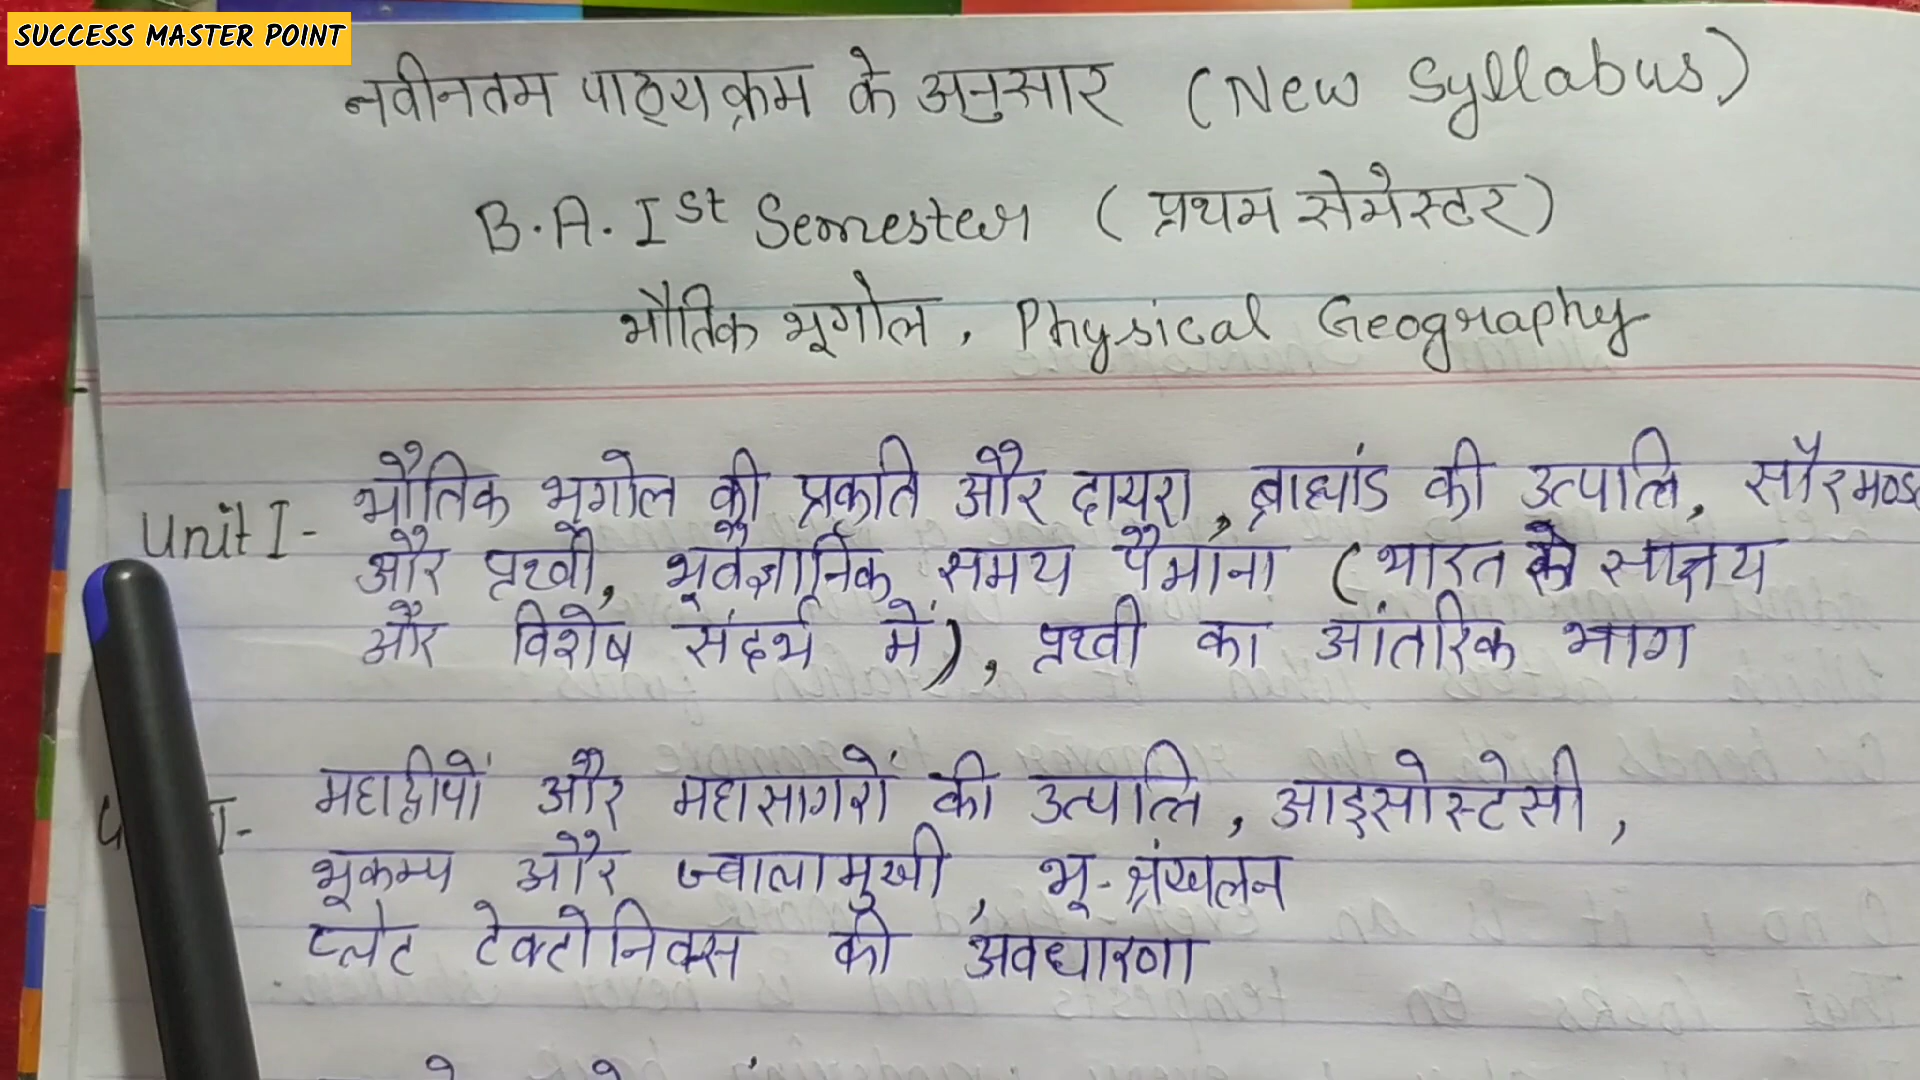 SUCCESS MASTER POINT
नवीनतम पाठ्यक्रम के अनुसार (New Syllabus)
B.A. Ist Semester (प्रथम सेमेस्टर)
भौतिक भूगोल, Physical Geography
Unit I- भौतिक भूगोल की प्रकृति और दायरा, ब्राह्मांड की उत्पत्ति,
और पृथ्वी, भूवैज्ञानिक समय पैमाना (भारत के साक्ष्य
और विशेष संदर्भ में), पृथ्वी का आंतरिक भाग
महाद्वीपों और महासागरों की उत्पत्ति, आइसोस्टेसी,
भूकम्प और ज्वालामुखी, भू-श्रंखलन
प्लेट टेक्टोनिक्स की अवधारणा